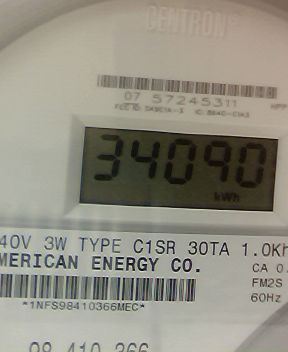 CENTRON®
07 57245311
34090
kWh
40V 3W TYPE C1SR 30TA 1.0Kh
MERICAN ENERGY CO.
CA 0.
FM2S
*1NFS98410366MEC*
60Hz
98 410 366